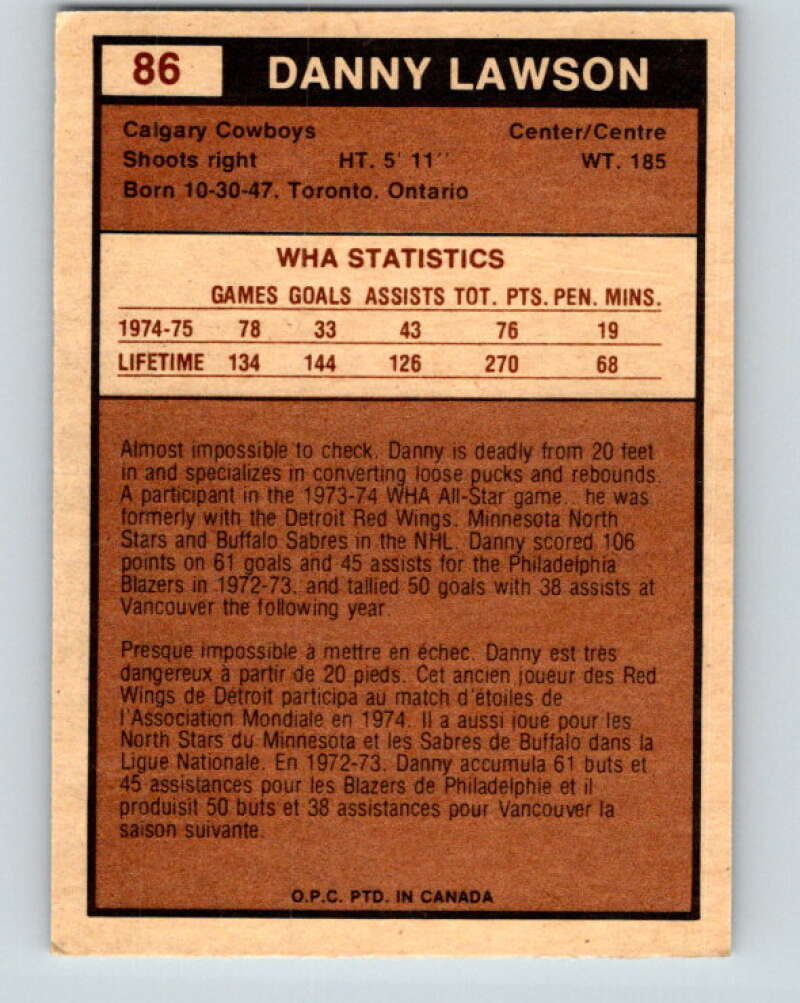 86 DANNY LAWSON
Calgary Cowboys Center/Centre
Shoots right HT. 5' 11'' WT. 185
Born 10-30-47. Toronto. Ontario
WHA STATISTICS
GAMES GOALS ASSISTS TOT. PTS. PEN. MINS.
1974-75 78 33 43 76 19
LIFETIME 134 144 126 270 68
Almost impossible to check. Danny is deadly from 20 feet
in and specializes in converting loose pucks and rebounds.
A participant in the 1973-74 WHA All-Star game. he was
formerly with the Detroit Red Wings. Minnesota North
Stars and Buffalo Sabres in the NHL. Danny scored 106
points on 61 goals and 45 assists for the Philadelphia
Blazers in 1972-73. and tallied 50 goals with 38 assists at
Vancouver the following year.
Presque impossible à mettre en échec. Danny est très
dangereux à partir de 20 pieds. Cet ancien joueur des Red
Wings de Détroit participa au match d'étoiles de
l'Association Mondiale en 1974. Il a aussi joué pour les
North Stars du Minnesota et les Sabres de Buffalo dans la
Ligue Nationale. En 1972-73. Danny accumula 61 buts et
45 assistances pour les Blazers de Philadelphie et il
produisit 50 buts et 38 assistances pour Vancouver la
saison suivante.
O.P.C. PTD. IN CANADA